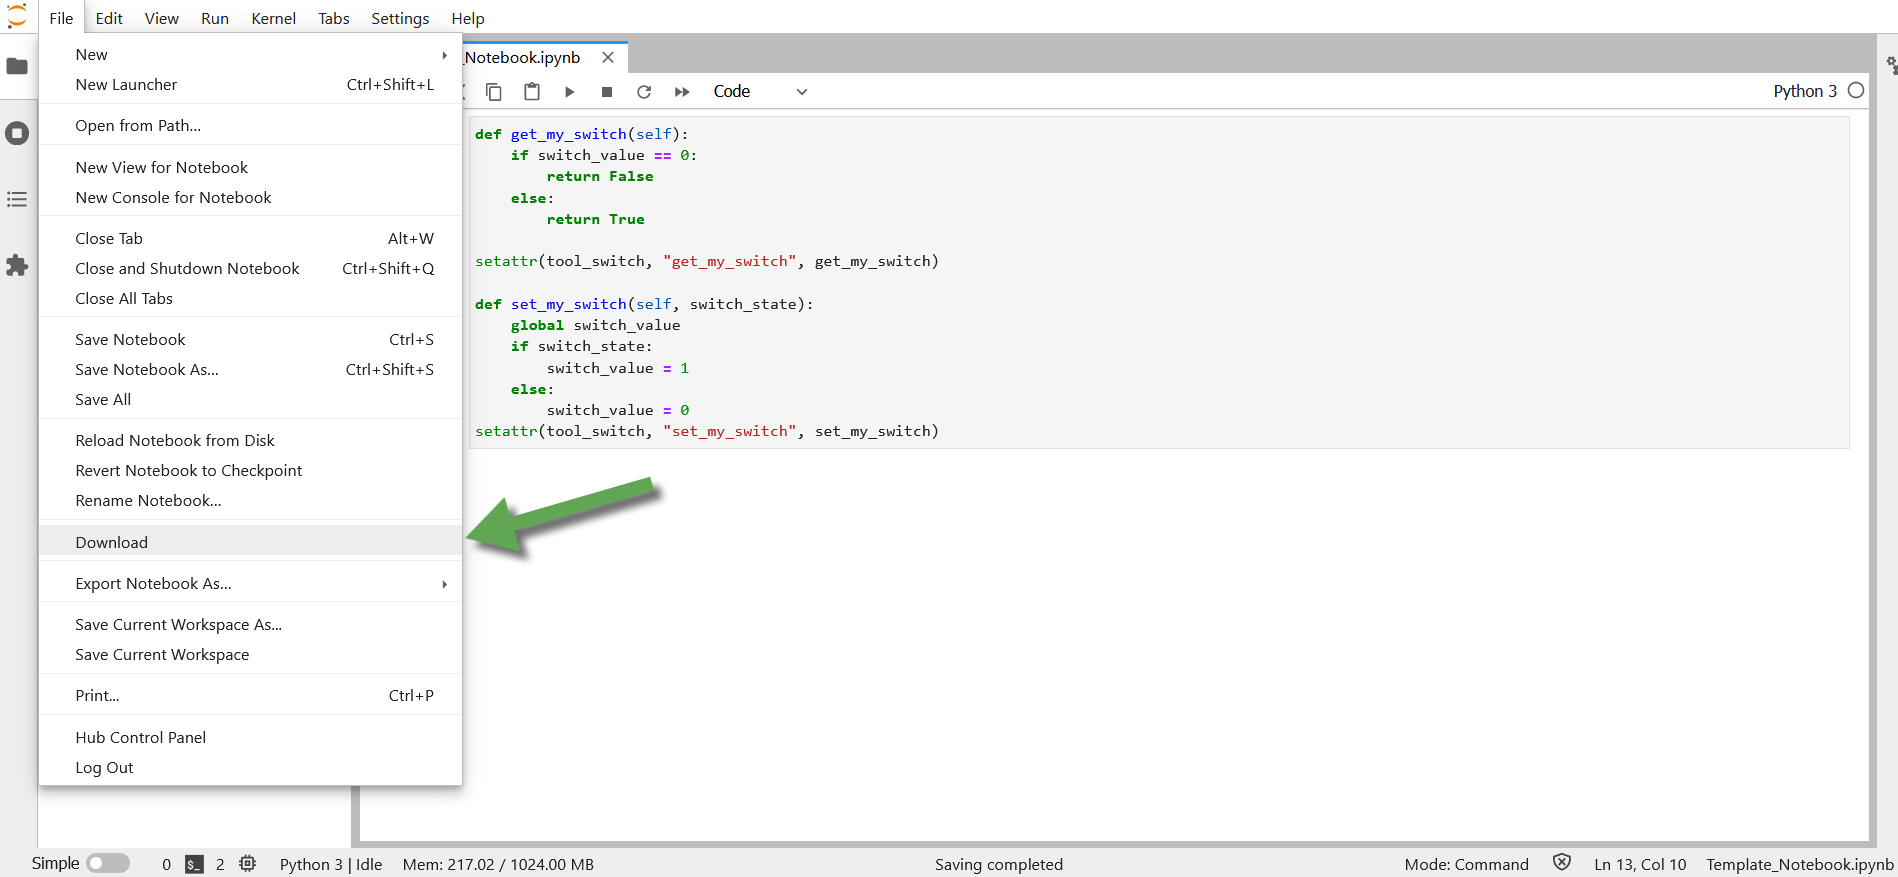 File Edit View Run Kernel Tabs Settings Help
New
New Launcher Ctrl+Shift+L
Open from Path...
New View for Notebook
New Console for Notebook
Close Tab Alt+W
Close and Shutdown Notebook Ctrl+Shift+Q
Close All Tabs
Save Notebook Ctrl+S
Save Notebook As... Ctrl+Shift+S
Save All
Reload Notebook from Disk
Revert Notebook to Checkpoint
Rename Notebook...
Download
Export Notebook As...
Save Current Workspace As...
Save Current Workspace
Print... Ctrl+P
Hub Control Panel
Log Out
_Notebook.ipynb
Code Python 3
def get_my_switch(self):
    if switch_value == 0:
        return False
    else:
        return True
setattr(tool_switch, "get_my_switch", get_my_switch)
def set_my_switch(self, switch_state):
    global switch_value
    if switch_state:
        switch_value = 1
    else:
        switch_value = 0
setattr(tool_switch, "set_my_switch", set_my_switch)
Simple 0 $_ 2 Python 3 | Idle Mem: 217.02 / 1024.00 MB Saving completed Mode: Command Ln 13, Col 10 Template_Notebook.ipynb